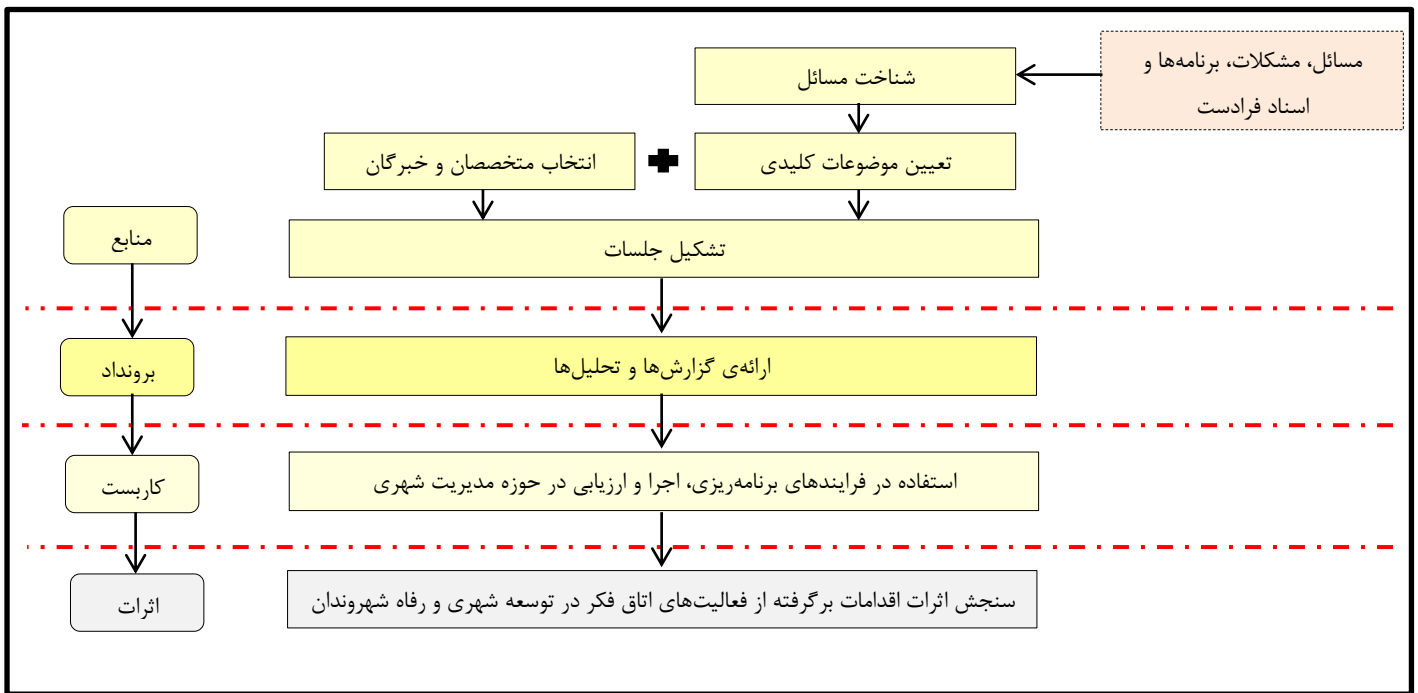 مسائل، مشکلات، برنامه‌ها و
اسناد فرادست
شناخت مسائل
تعیین موضوعات کلیدی
انتخاب متخصصان و خبرگان
تشکیل جلسات
منابع
ارائه‌ی گزارش‌ها و تحلیل‌ها
برونداد
استفاده در فرایندهای برنامه‌ریزی، اجرا و ارزیابی در حوزه مدیریت شهری
کاربست
سنجش اثرات اقدامات برگرفته از فعالیت‌های اتاق فکر در توسعه شهری و رفاه شهروندان
اثرات